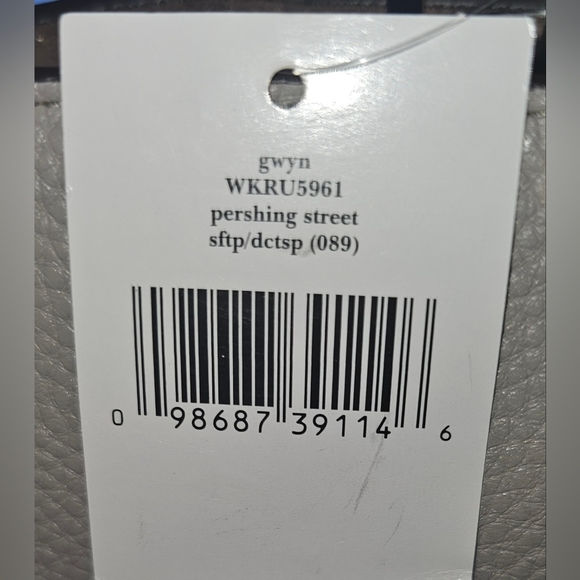 gwyn
WKRU5961
pershing street
sftp/dctsp (089)
0 98687 39114 6